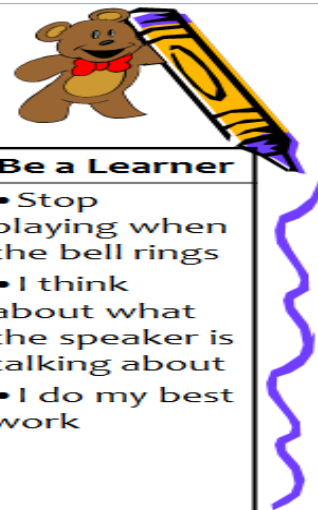 Be a Learner
• Stop
playing when
the bell rings
• I think
about what
the speaker is
talking about
• I do my best
work